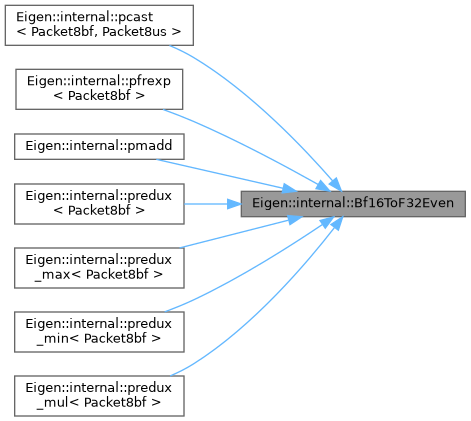 Eigen::internal::pcast
< Packet8bf, Packet8us >
Eigen::internal::pfrexp
< Packet8bf >
Eigen::internal::pmadd
Eigen::internal::predux
< Packet8bf >
Eigen::internal::predux
_max< Packet8bf >
Eigen::internal::predux
_min< Packet8bf >
Eigen::internal::predux
_mul< Packet8bf >
Eigen::internal::Bf16ToF32Even